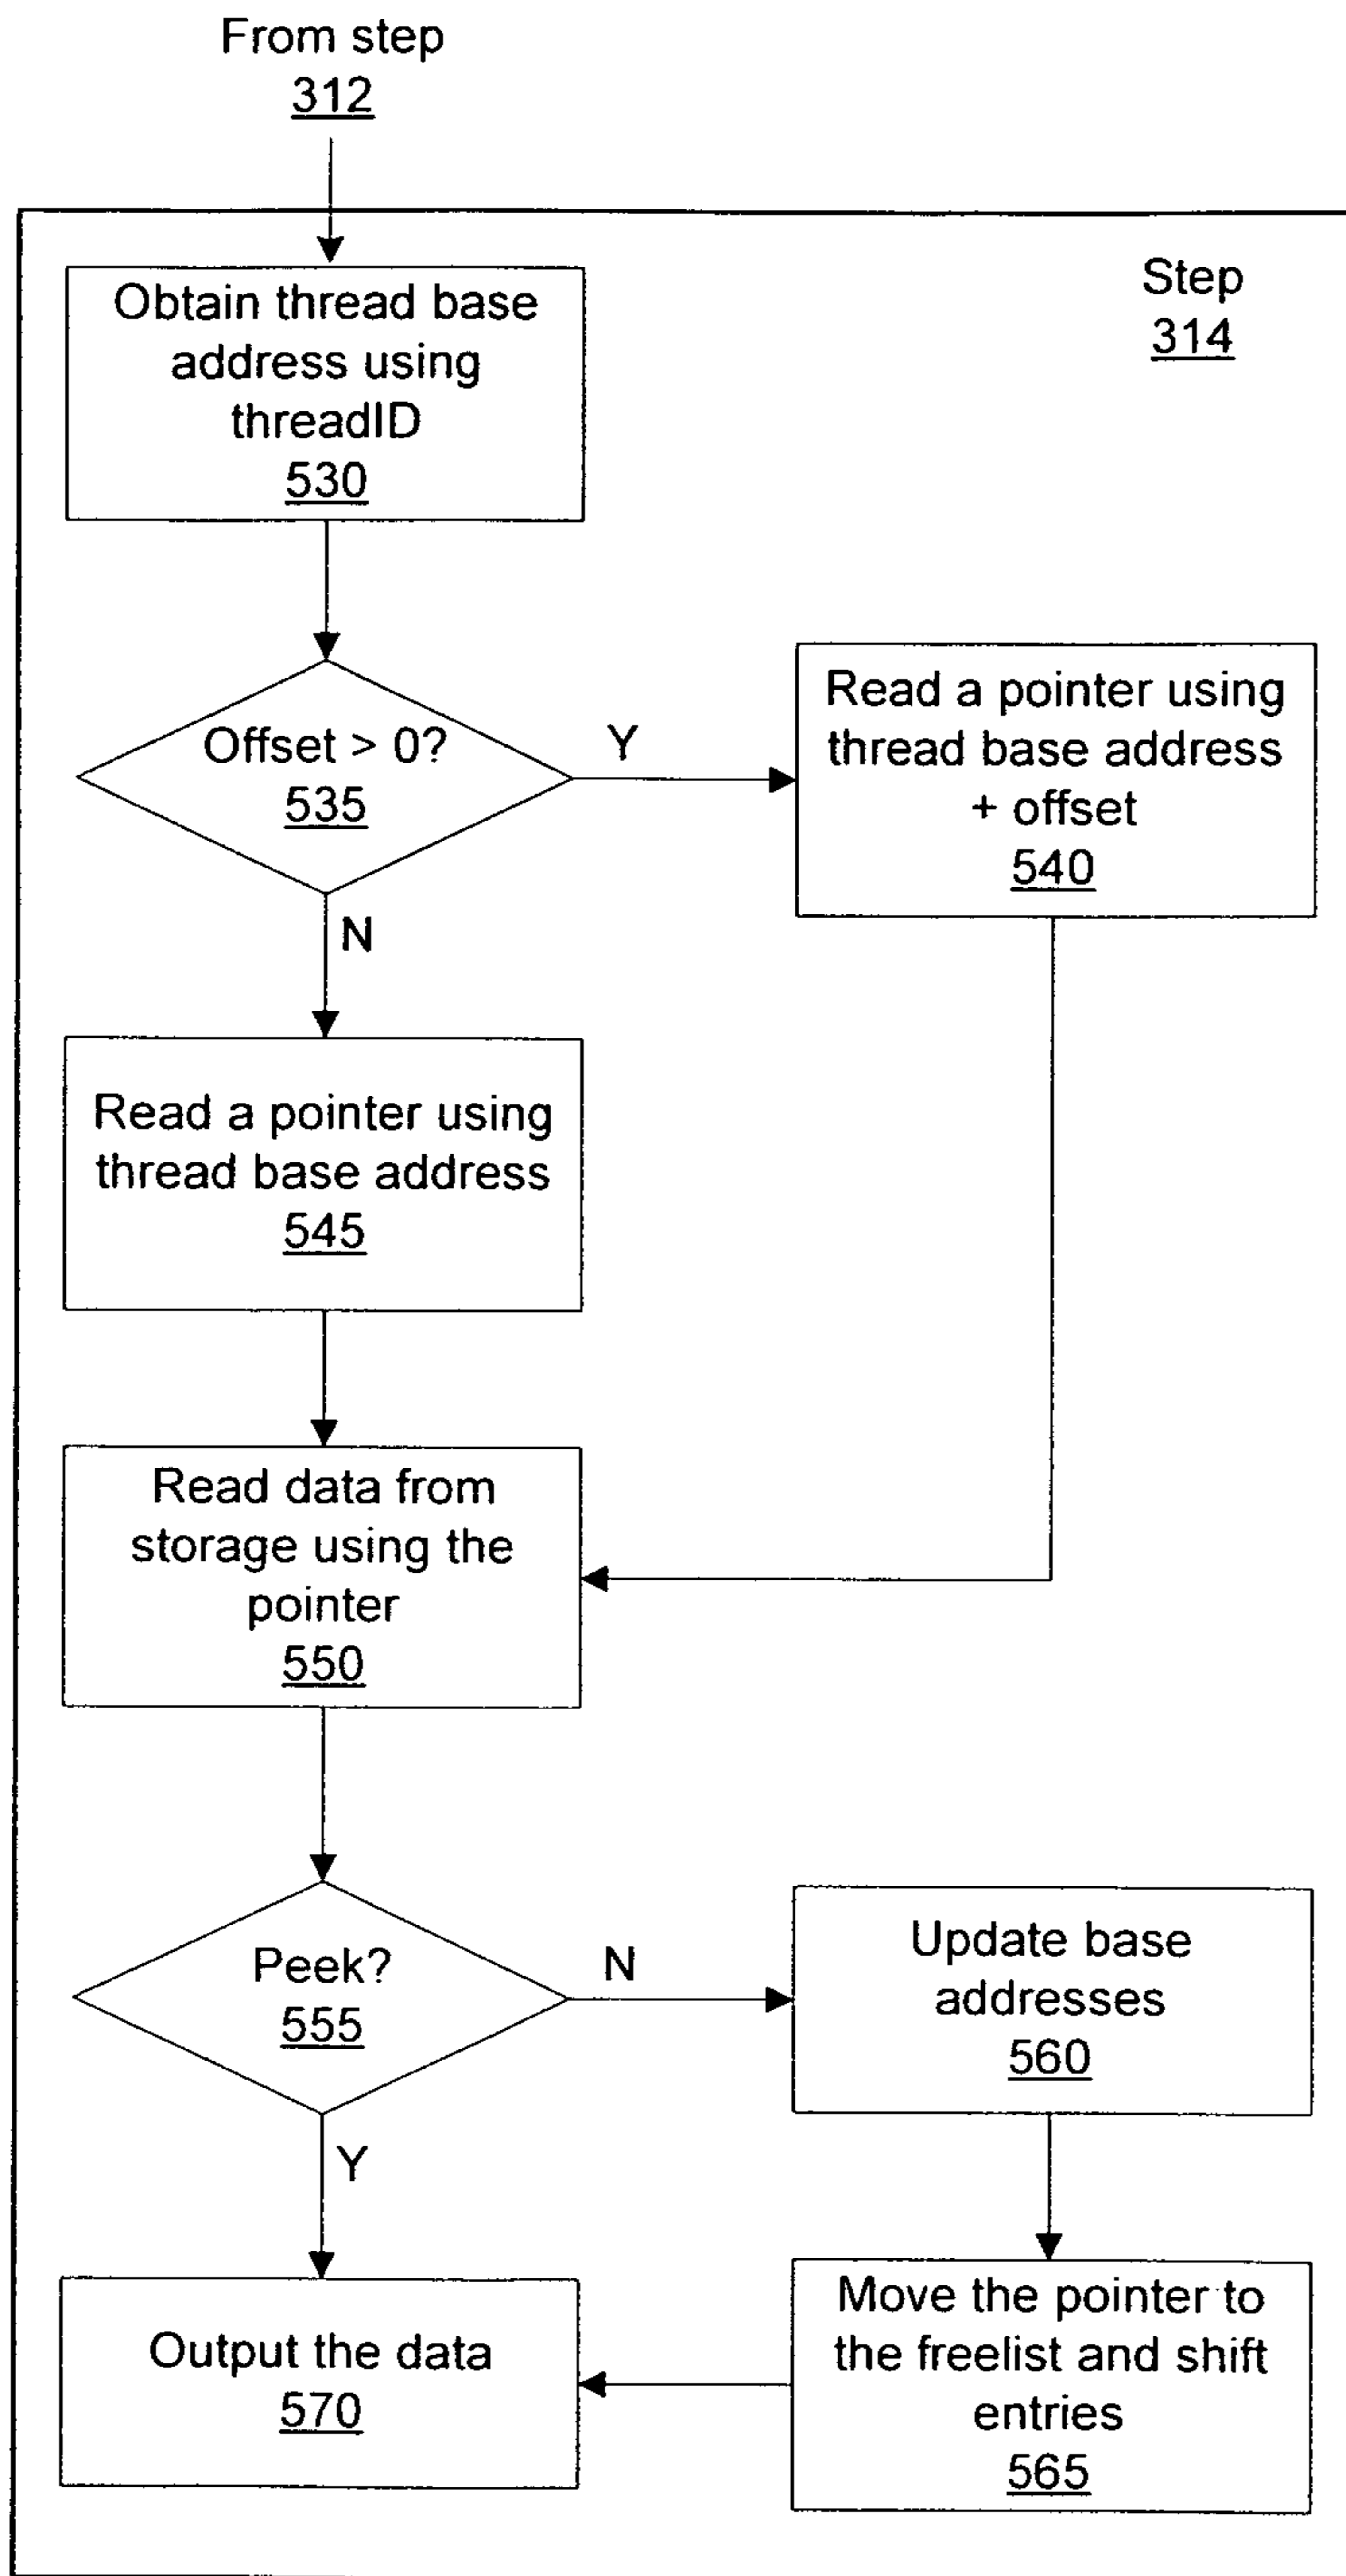 From step
312
Step
314
Obtain thread base
address using
threadID
530
Offset > 0?
535
Y
N
Read a pointer using
thread base address
+ offset
540
Read a pointer using
thread base address
545
Read data from
storage using the
pointer
550
Peek?
555
N
Y
Update base
addresses
560
Move the pointer to
the freelist and shift
entries
565
Output the data
570